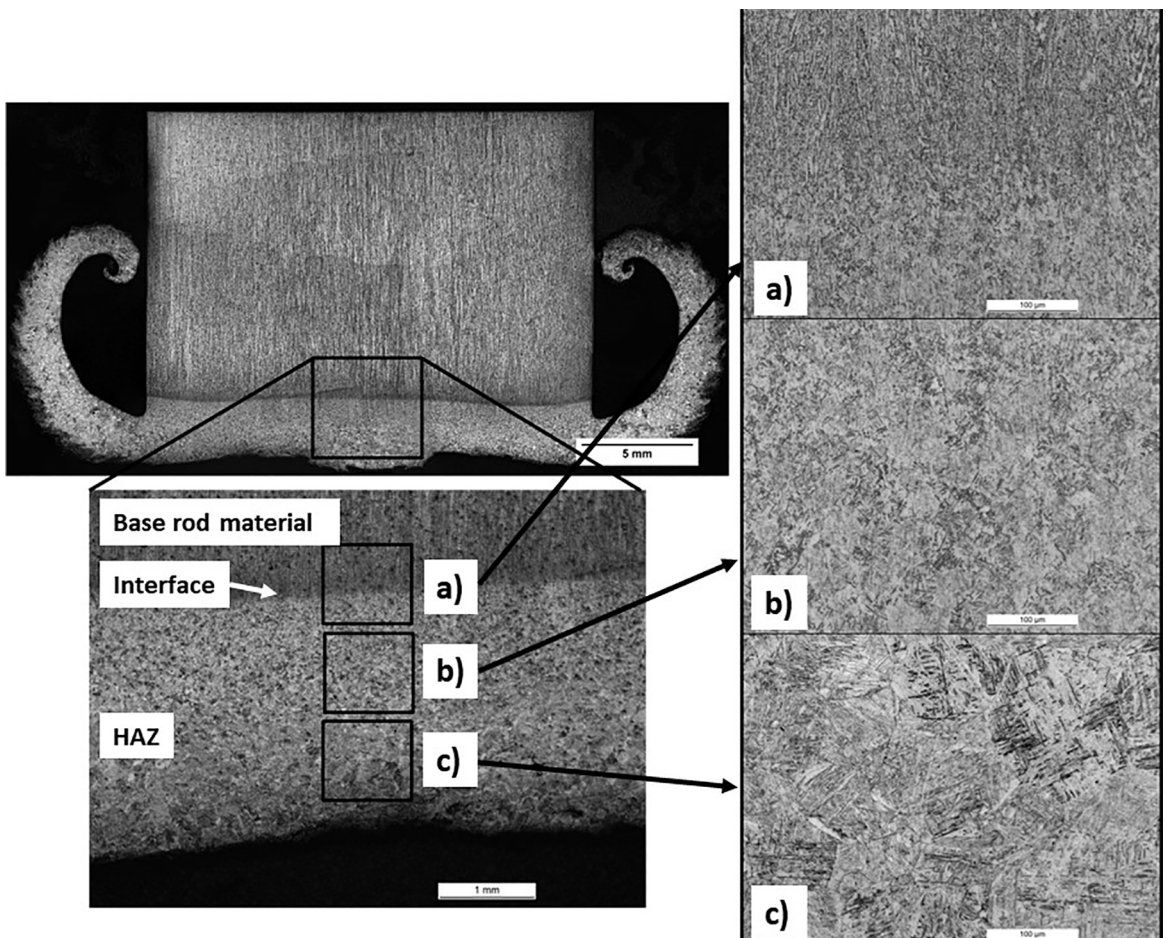 5 mm
Base rod material
Interface
HAZ
a)
b)
c)
1 mm
a)
100 µm
b)
100 µm
c)
100 µm